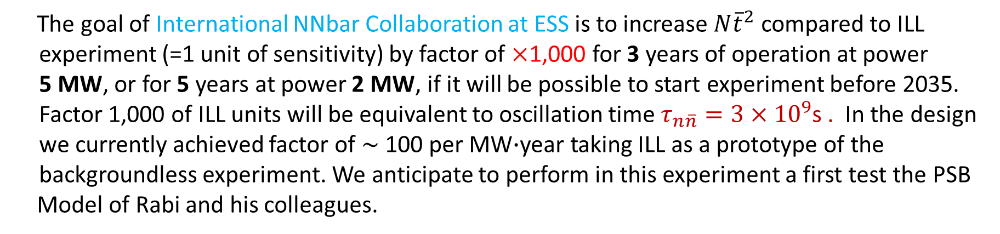 The goal of International NNbar Collaboration at ESS is to increase $N\bar{t}^2$ compared to ILL
experiment (=1 unit of sensitivity) by factor of ×1,000 for 3 years of operation at power
5 MW, or for 5 years at power 2 MW, if it will be possible to start experiment before 2035.
Factor 1,000 of ILL units will be equivalent to oscillation time $\tau_{n\bar{n}} = 3 \times 10^9$s . In the design
we currently achieved factor of ~ 100 per MW·year taking ILL as a prototype of the
backgroundless experiment. We anticipate to perform in this experiment a first test the PSB
Model of Rabi and his colleagues.